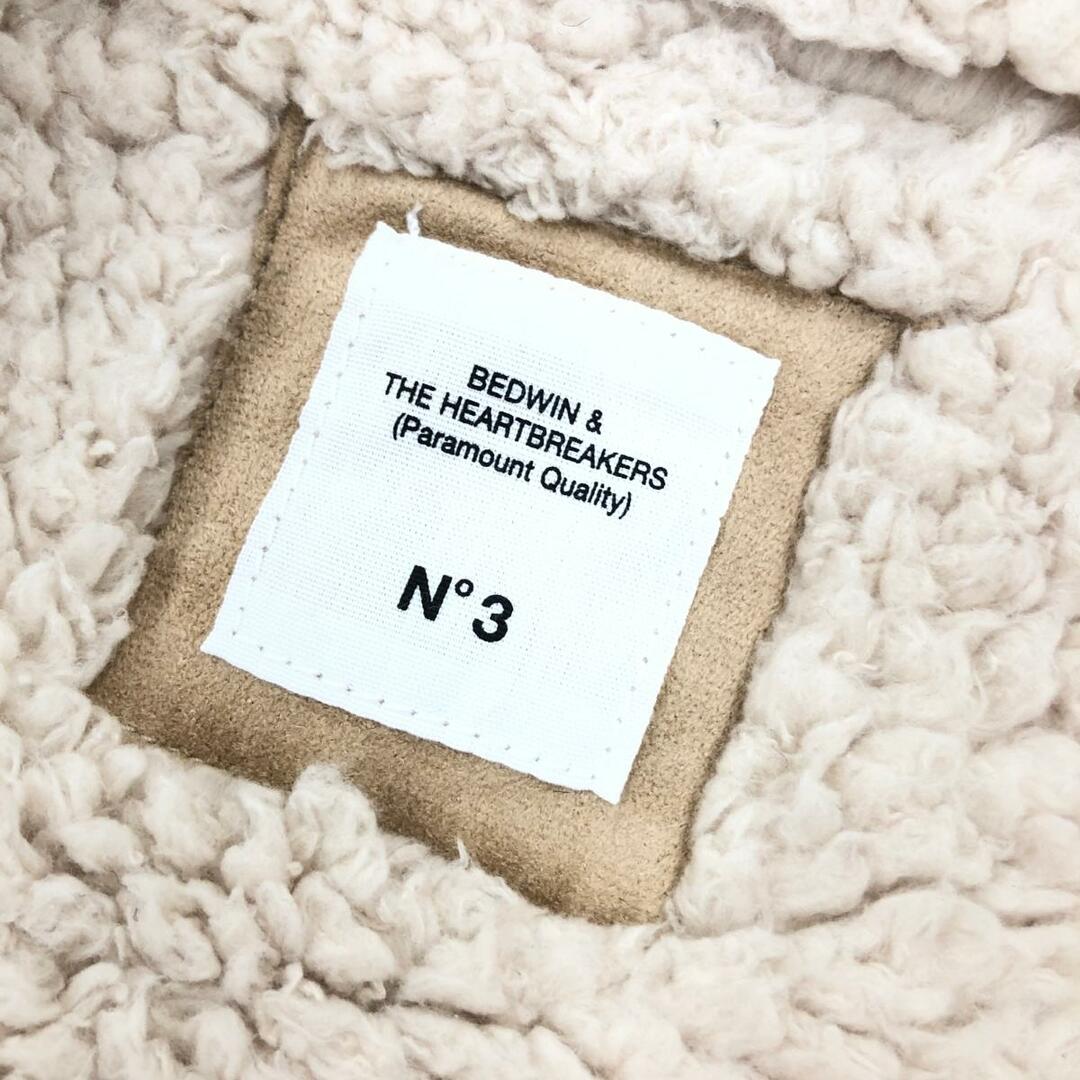 BEDWIN &
THE HEARTBREAKERS
(Paramount Quality)
N°3